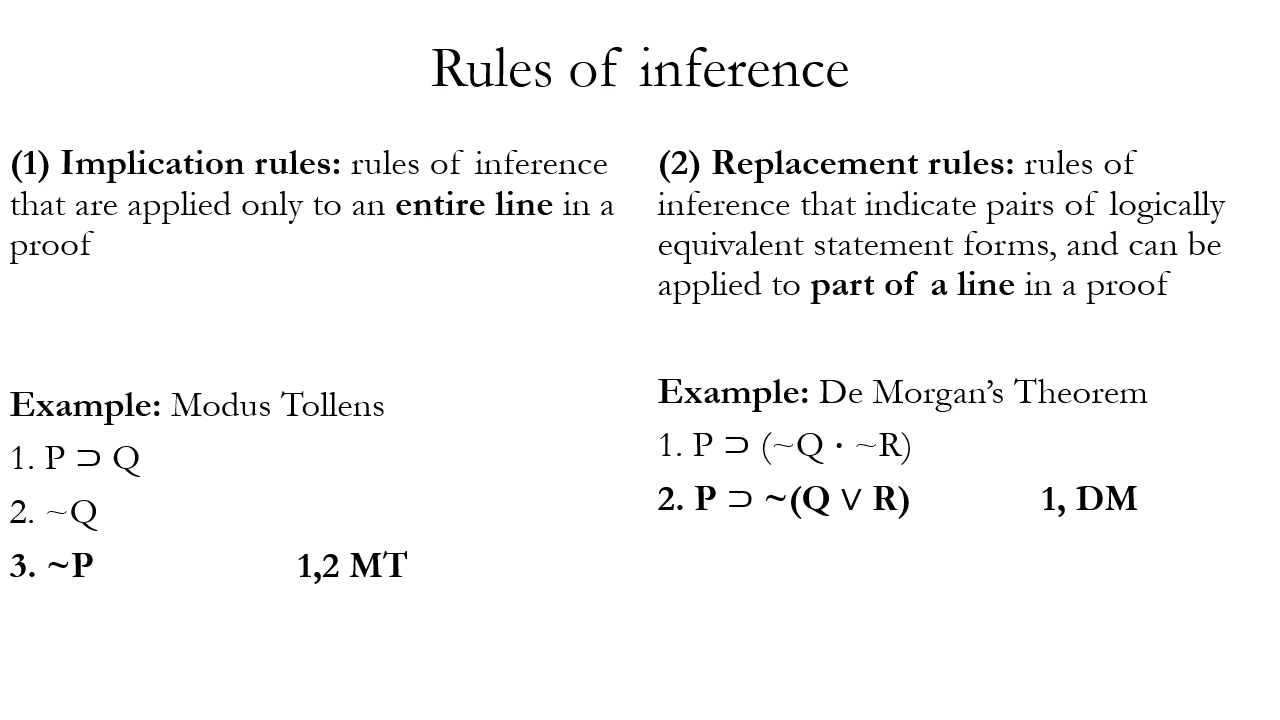 Rules of inference
(1) Implication rules: rules of inference
that are applied only to an entire line in a
proof
Example: Modus Tollens
1. P ⊃ Q
2. ~Q
3. ~P 1,2 MT
(2) Replacement rules: rules of
inference that indicate pairs of logically
equivalent statement forms, and can be
applied to part of a line in a proof
Example: De Morgan’s Theorem
1. P ⊃ (~Q · ~R)
2. P ⊃ ~(Q ∨ R) 1, DM